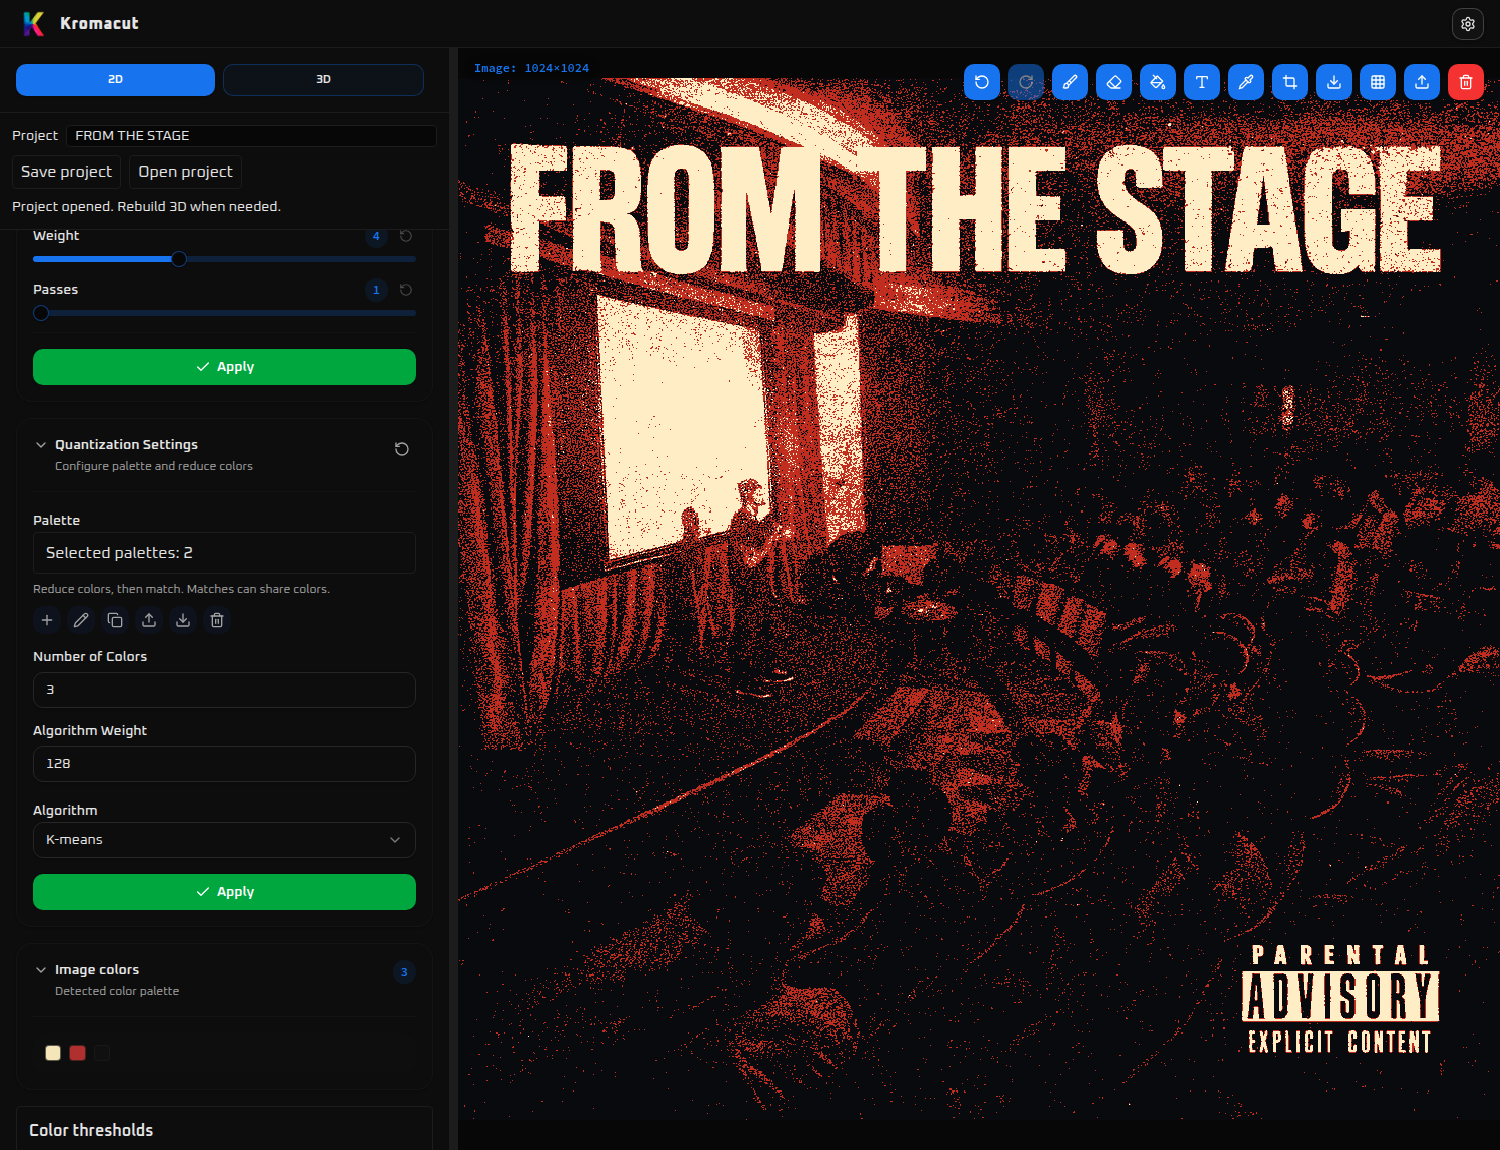 Kromacut
2D
3D
Project
FROM THE STAGE
Save project
Open project
Project opened. Rebuild 3D when needed.
Weight
4
Passes
1
Apply
Quantization Settings
Configure palette and reduce colors
Palette
Selected palettes: 2
Reduce colors, then match. Matches can share colors.
Number of Colors
3
Algorithm Weight
128
Algorithm
K-means
Apply
Image colors
3
Detected color palette
Color thresholds
Image: 1024×1024
FROM THE STAGE
PARENTAL
ADVISORY
EXPLICIT CONTENT